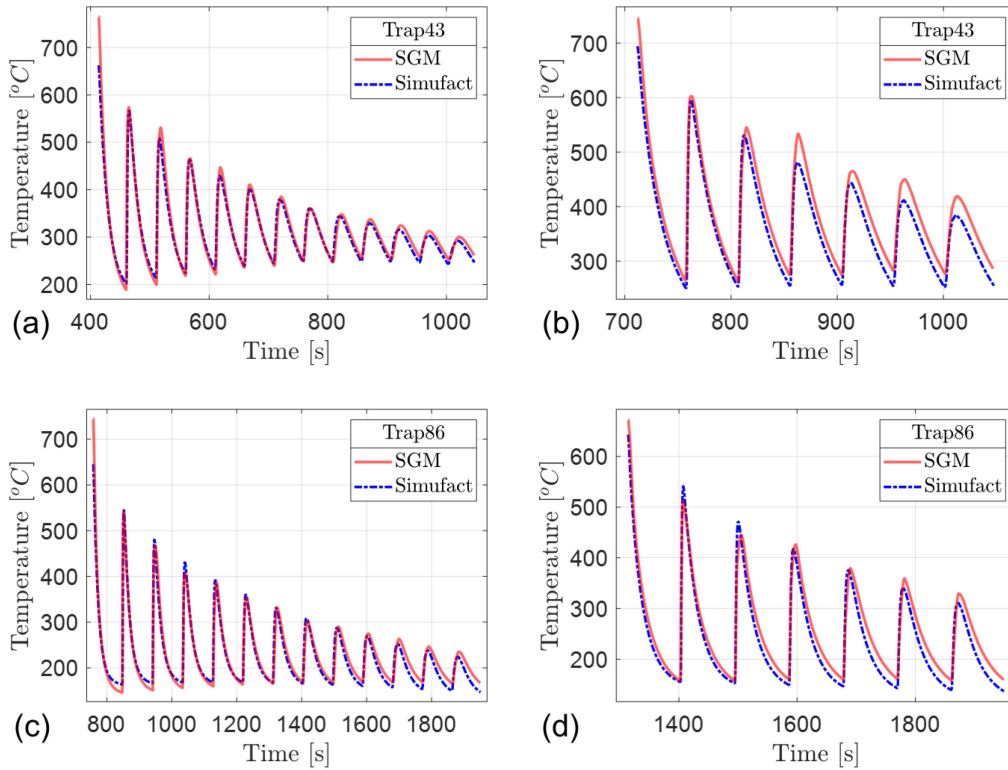 Trap43
SGM
Simufact
700
600
500
400
300
200
Temperature [°C]
400
600
800
1000
Time [s]
(a)
Trap43
SGM
Simufact
700
600
500
400
300
Temperature [°C]
700
800
900
1000
Time [s]
(b)
Trap86
SGM
Simufact
700
600
500
400
300
200
Temperature [°C]
800
1000
1200
1400
1600
1800
Time [s]
(c)
Trap86
SGM
Simufact
600
500
400
300
200
Temperature [°C]
1400
1600
1800
Time [s]
(d)